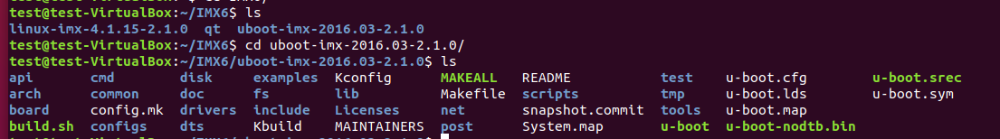 test@test-VirtualBox:~/IMX6$ ls
linux-imx-4.1.15-2.1.0 qt uboot-imx-2016.03-2.1.0
test@test-VirtualBox:~/IMX6$ cd uboot-imx-2016.03-2.1.0/
test@test-VirtualBox:~/IMX6/uboot-imx-2016.03-2.1.0$ ls
api cmd disk examples Kconfig MAKEALL README test u-boot.cfg u-boot.srec
arch common doc fs lib Makefile scripts tmp u-boot.lds u-boot.sym
board config.mk drivers include Licenses net snapshot.commit tools u-boot.map
build.sh configs dts Kbuild MAINTAINERS post System.map u-boot u-boot-nodtb.bin